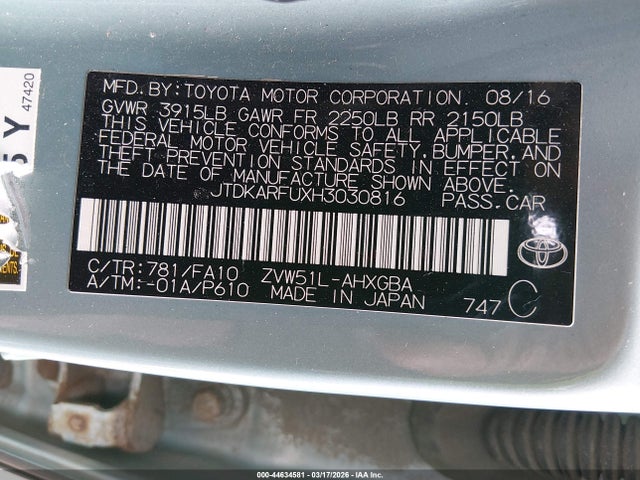 MFD. BY: TOYOTA MOTOR CORPORATION. 08/16
GVWR 3915LB GAWR FR 2250LB RR 2150LB
THIS VEHICLE CONFORMS TO ALL APPLICABLE
FEDERAL MOTOR VEHICLE SAFETY, BUMPER, AND
THEFT PREVENTION STANDARDS IN EFFECT ON
THE DATE OF MANUFACTURE SHOWN ABOVE.
JTDKARFUXH3030816 PASS. CAR
C/TR: 781/FA10 ZVW51L-AHXGBA
A/TM: -01A/P610 MADE IN JAPAN 747 C
47420
Y
000-44634581 | 03/17/2026 - IAA Inc. - Copyright